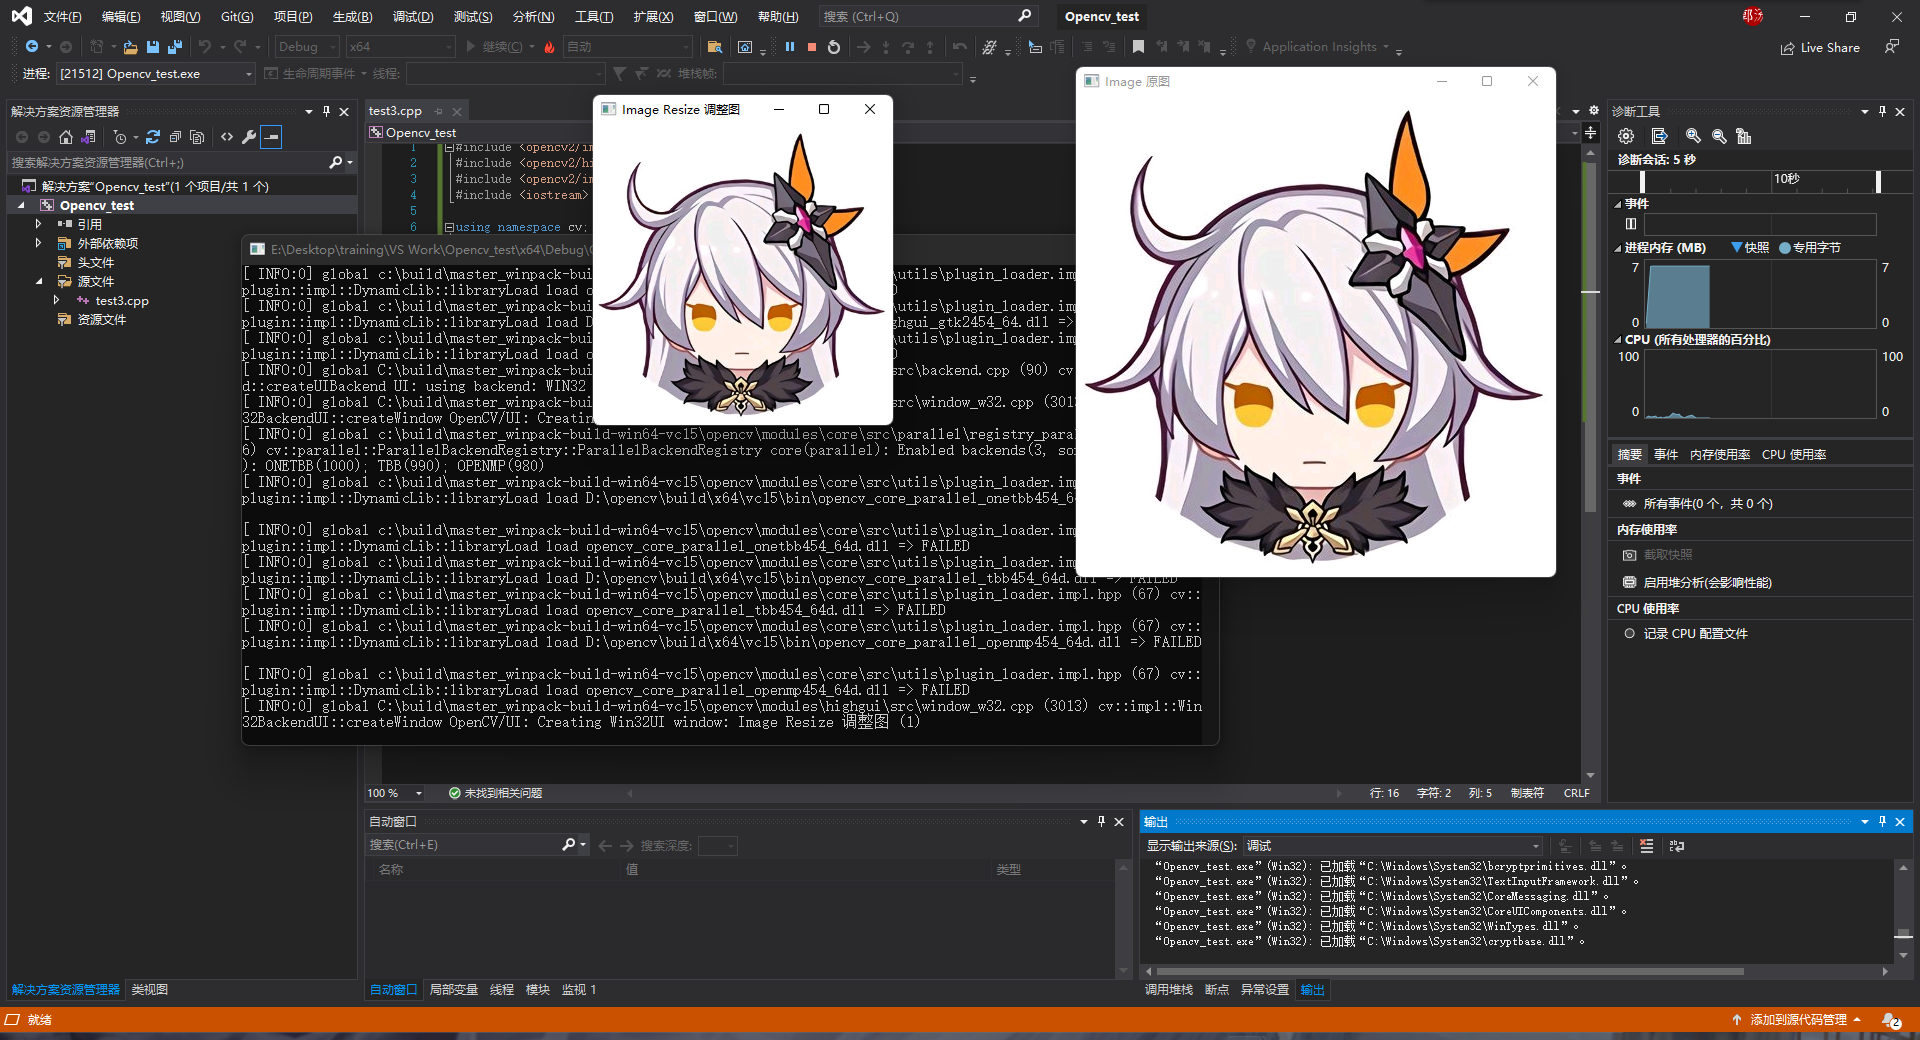 文件(F) 编辑(E) 视图(V) Git(G) 项目(P) 生成(B) 调试(D) 测试(S) 分析(N) 工具(T) 扩展(X) 窗口(W) 帮助(H) 搜索 (Ctrl+Q) Opencv_test
Debug x64 继续(C) 自动 Application Insights Live Share
进程: [21512] Opencv_test.exe 生命周期事件 线程: 堆栈帧:
解决方案资源管理器
搜索解决方案资源管理器(Ctrl+;)
解决方案"Opencv_test"(1 个项目/共 1 个)
Opencv_test
引用
外部依赖项
头文件
源文件
test3.cpp
资源文件
解决方案资源管理器 类视图
test3.cpp
Opencv_test
1 #include <opencv2/im
2 #include <opencv2/hi
3 #include <opencv2/im
4 #include <iostream>
5
6 using namespace cv;
Image Resize 调整图
Image 原图
E:\Desktop\training\VS Work\Opencv_test\x64\Debug\
[ INFO:0] global c:\build\master_winpack-bui \utils\plugin_loader.imp
plugin::impl::DynamicLib::libraryLoad load o
[ INFO:0] global c:\build\master_winpack-bui \utils\plugin_loader.imp
plugin::impl::DynamicLib::libraryLoad load D ghgui_gtk2454_64.dll =>
[ INFO:0] global c:\build\master_winpack-bui \utils\plugin_loader.imp
plugin::impl::DynamicLib::libraryLoad load o
[ INFO:0] global C:\build\master_winpack-bui src\backend.cpp (90) cv
d::createUIBackend UI: using backend: WIN32
[ INFO:0] global C:\build\master_winpack-bui src\window_w32.cpp (3013
32BackendUI::createWindow OpenCV/UI: Creatin
[ INFO:0] global c:\build\master_winpack-build-win64-vc15\opencv\modules\core\src\parallel\registry_para
6) cv::parallel::ParallelBackendRegistry::ParallelBackendRegistry core(parallel): Enabled backends(3, so
): ONETBB(1000); TBB(990); OPENMP(980)
[ INFO:0] global c:\build\master_winpack-build-win64-vc15\opencv\modules\core\src\utils\plugin_loader.im
plugin::impl::DynamicLib::libraryLoad load D:\opencv\build\x64\vc15\bin\opencv_core_parallel_onetbb454_6
[ INFO:0] global c:\build\master_winpack-build-win64-vc15\opencv\modules\core\src\utils\plugin_loader.im
plugin::impl::DynamicLib::libraryLoad load opencv_core_parallel_onetbb454_64d.dll => FAILED
[ INFO:0] global c:\build\master_winpack-build-win64-vc15\opencv\modules\core\src\utils\plugin_loader.im
plugin::impl::DynamicLib::libraryLoad load D:\opencv\build\x64\vc15\bin\opencv_core_parallel_tbb454_64d.dll => FAILED
[ INFO:0] global c:\build\master_winpack-build-win64-vc15\opencv\modules\core\src\utils\plugin_loader.impl.hpp (67) cv::
plugin::impl::DynamicLib::libraryLoad load opencv_core_parallel_tbb454_64d.dll => FAILED
[ INFO:0] global c:\build\master_winpack-build-win64-vc15\opencv\modules\core\src\utils\plugin_loader.impl.hpp (67) cv::
plugin::impl::DynamicLib::libraryLoad load D:\opencv\build\x64\vc15\bin\opencv_core_parallel_openmp454_64d.dll => FAILED
[ INFO:0] global c:\build\master_winpack-build-win64-vc15\opencv\modules\core\src\utils\plugin_loader.impl.hpp (67) cv::
plugin::impl::DynamicLib::libraryLoad load opencv_core_parallel_openmp454_64d.dll => FAILED
[ INFO:0] global c:\build\master_winpack-build-win64-vc15\opencv\modules\highgui\src\window_w32.cpp (3013) cv::impl::Win
32BackendUI::createWindow OpenCV/UI: Creating Win32UI window: Image Resize 调整图 (1)
100 % 未找到相关问题 行: 16 字符: 2 列: 5 制表符 CRLF
自动窗口
搜索(Ctrl+E) 搜索深度:
名称 值 类型
自动窗口 局部变量 线程 模块 监视 1
输出
显示输出来源(S): 调试
“Opencv_test.exe”(Win32): 已加载“C:\Windows\System32\bcryptprimitives.dll”。
“Opencv_test.exe”(Win32): 已加载“C:\Windows\System32\TextInputFramework.dll”。
“Opencv_test.exe”(Win32): 已加载“C:\Windows\System32\CoreMessaging.dll”。
“Opencv_test.exe”(Win32): 已加载“C:\Windows\System32\CoreUIComponents.dll”。
“Opencv_test.exe”(Win32): 已加载“C:\Windows\System32\WinTypes.dll”。
“Opencv_test.exe”(Win32): 已加载“C:\Windows\System32\cryptbase.dll”。
调用堆栈 断点 异常设置 输出
诊断工具
诊断会话: 5 秒
10秒
事件
进程内存 (MB) 快照 专用字节
7 7
0 0
CPU (所有处理器的百分比)
100 100
0 0
摘要 事件 内存使用率 CPU 使用率
事件
所有事件(0 个，共 0 个)
内存使用率
截取快照
启用堆分析(会影响性能)
CPU 使用率
记录 CPU 配置文件
就绪 添加到源代码管理 2